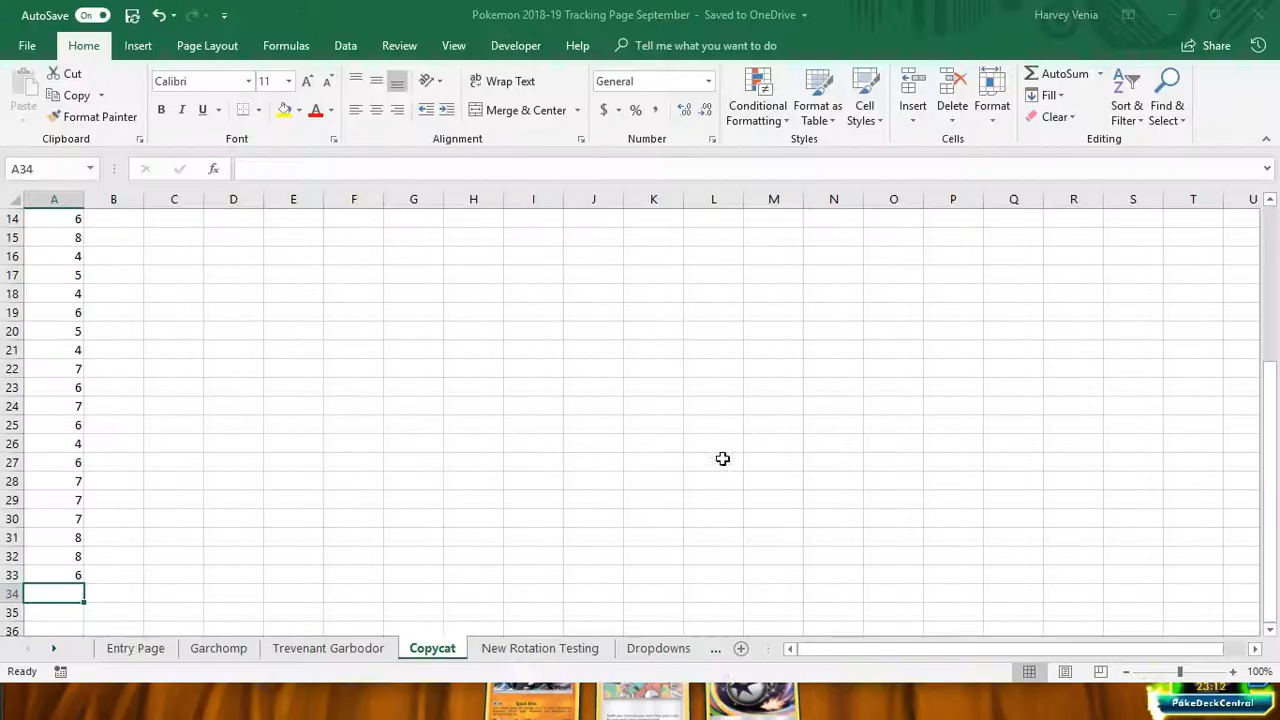 AutoSave On Pokemon 2018-19 Tracking Page September - Saved to OneDrive Harvey Venia
File Home Insert Page Layout Formulas Data Review View Developer Help Tell me what you want to do Share
Paste Cut Calibri 11 Wrap Text General Conditional Formatting Format as Table Cell Styles Insert Delete Format AutoSum Sort & Filter Find & Select
Copy Fill
Format Painter B I U Merge & Center $ % , Clear
Clipboard Font Alignment Number Styles Cells Editing
A34 fx
A B C D E F G H I J K L M N O P Q R S T U
14 6
15 8
16 4
17 5
18 4
19 6
20 5
21 4
22 7
23 6
24 7
25 6
26 4
27 6
28 7
29 7
30 7
31 8
32 8
33 6
34
35
36
Entry Page Garchomp Trevenant Garbodor Copycat New Rotation Testing Dropdowns ...
Ready 100%
23:12
PokeDeckCentral